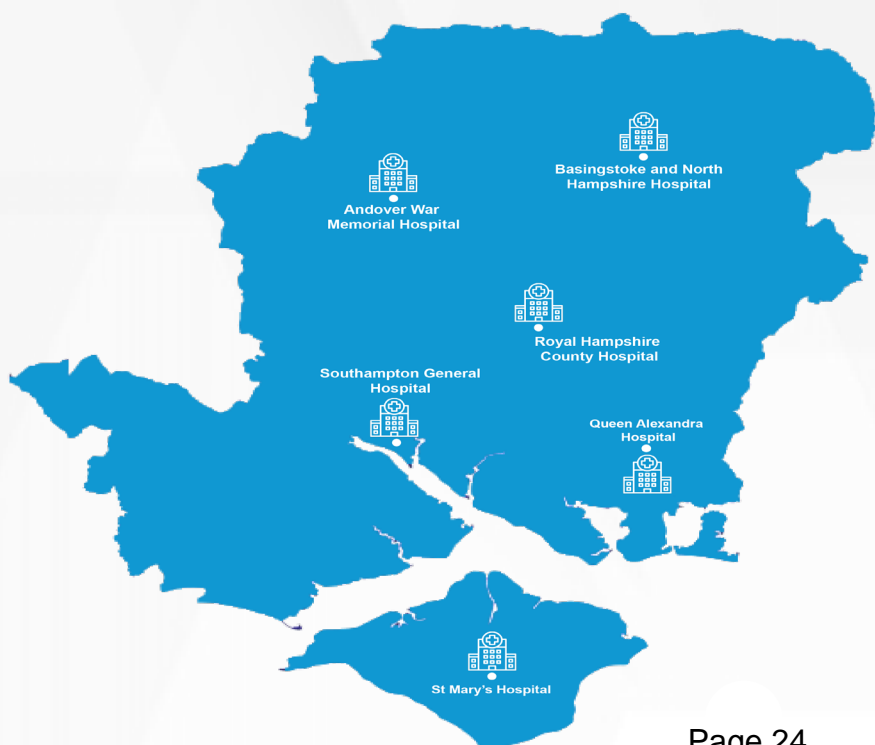 Basingstoke and North
Hampshire Hospital
Andover War
Memorial Hospital
Royal Hampshire
County Hospital
Southampton General
Hospital
Queen Alexandra
Hospital
St Mary's Hospital
Page 24